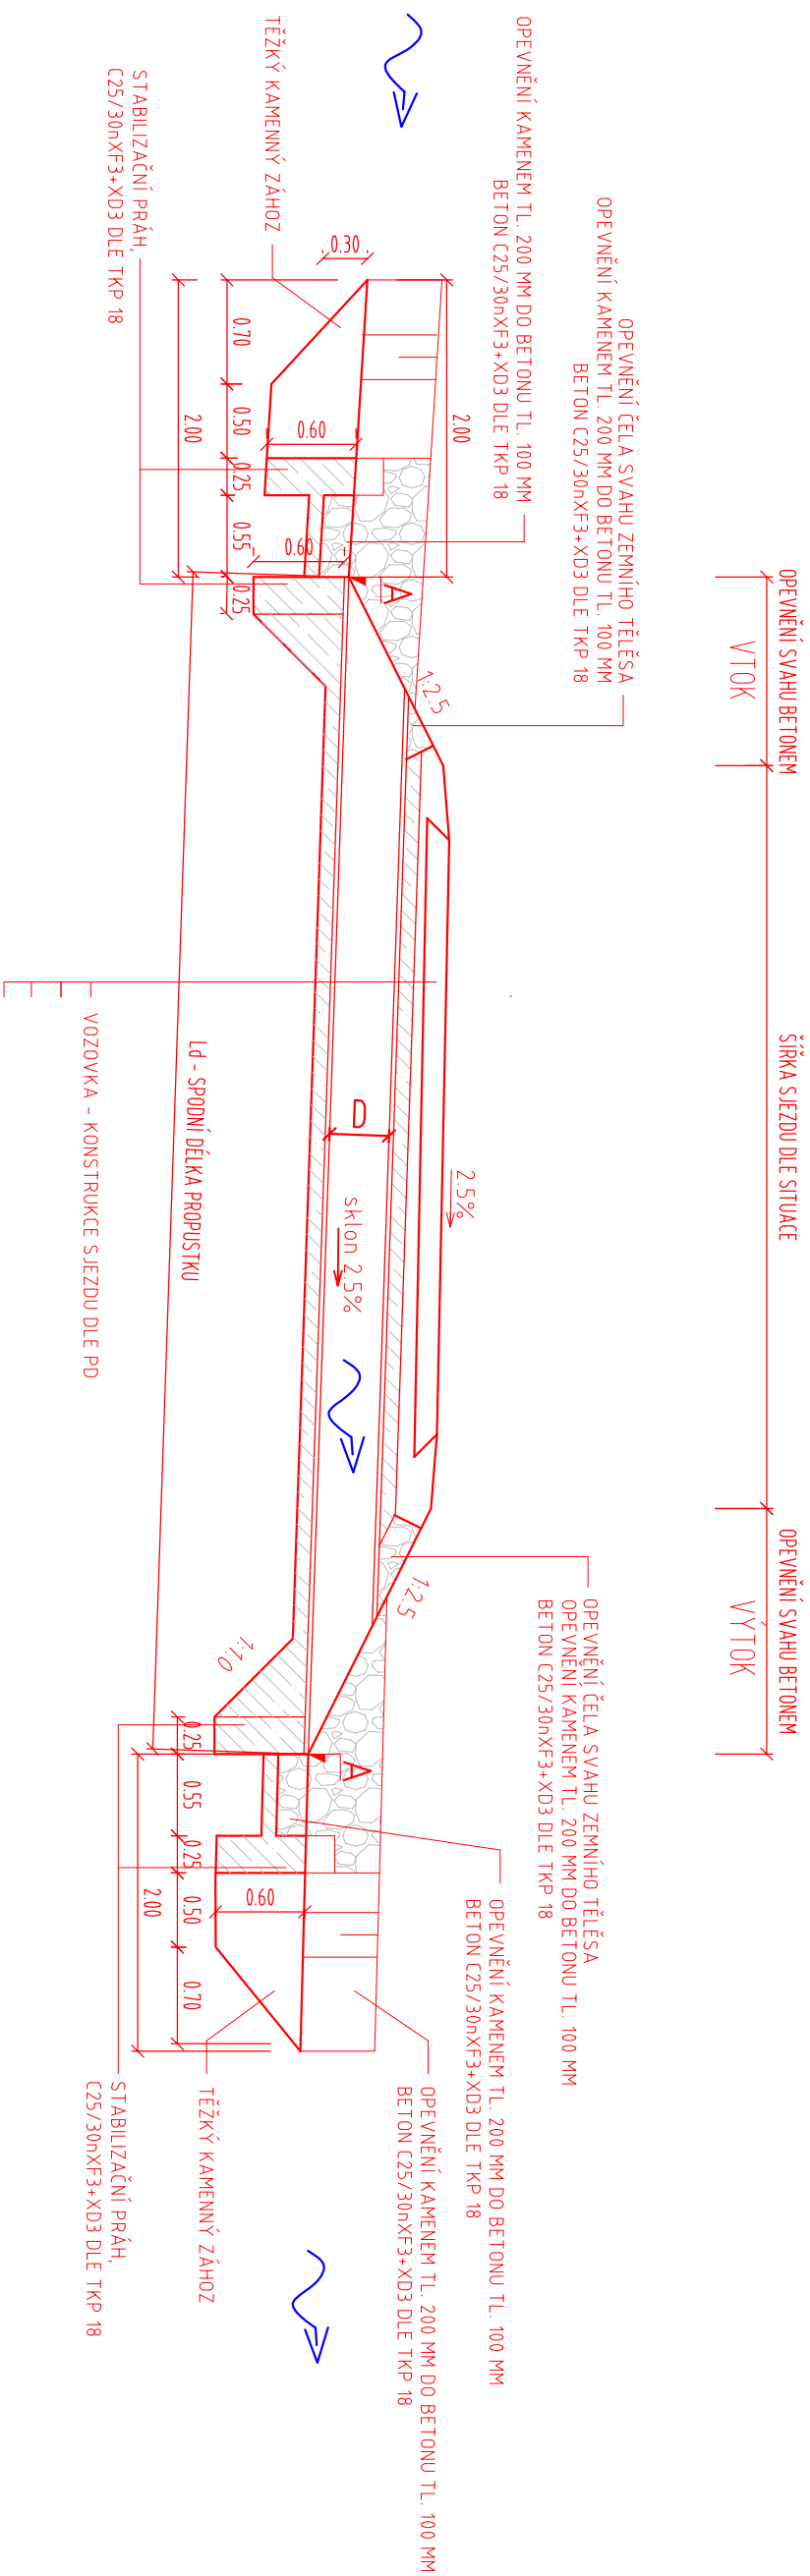 OPEVNĚNÍ SVAHU BETONEM
ŠÍŘKA SJEZDU DLE SITUACE
OPEVNĚNÍ SVAHU BETONEM
VTOK
VÝTOK
OPEVNĚNÍ ČELA SVAHU ZEMNÍHO TĚLĚSA
OPEVNĚNÍ KAMENEM TL. 200 MM DO BETONU TL. 100 MM
BETON C25/30nXF3+XD3 DLE TKP 18
OPEVNĚNÍ KAMENEM TL. 200 MM DO BETONU TL. 100 MM
BETON C25/30nXF3+XD3 DLE TKP 18
OPEVNĚNÍ ČELA SVAHU ZEMNÍHO TĚLĚSA
OPEVNĚNÍ KAMENEM TL. 200 MM DO BETONU TL. 100 MM
BETON C25/30nXF3+XD3 DLE TKP 18
OPEVNĚNÍ KAMENEM TL. 200 MM DO BETONU TL. 100 MM
BETON C25/30nXF3+XD3 DLE TKP 18
OPEVNĚNÍ KAMENEM TL. 200 MM DO BETONU TL. 100 MM
BETON C25/30nXF3+XD3 DLE TKP 18
2.00
1:2.5
2.5%
1:2.5
A
A
0.30
0.60
0.60
D
sklon 2.5%
0.60
1:1.0
TĚŽKÝ KAMENNÝ ZÁHOZ
0.70
0.50
0.25
0.55
0.25
2.00
0.25
0.55
0.25
0.50
0.70
2.00
Ld - SPODNÍ DÉLKA PROPUSTKU
TĚŽKÝ KAMENNÝ ZÁHOZ
STABILIZAČNÍ PRÁH,
C25/30nXF3+XD3 DLE TKP 18
STABILIZAČNÍ PRÁH,
C25/30nXF3+XD3 DLE TKP 18
VOZOVKA - KONSTRUKCE SJEZDU DLE PD